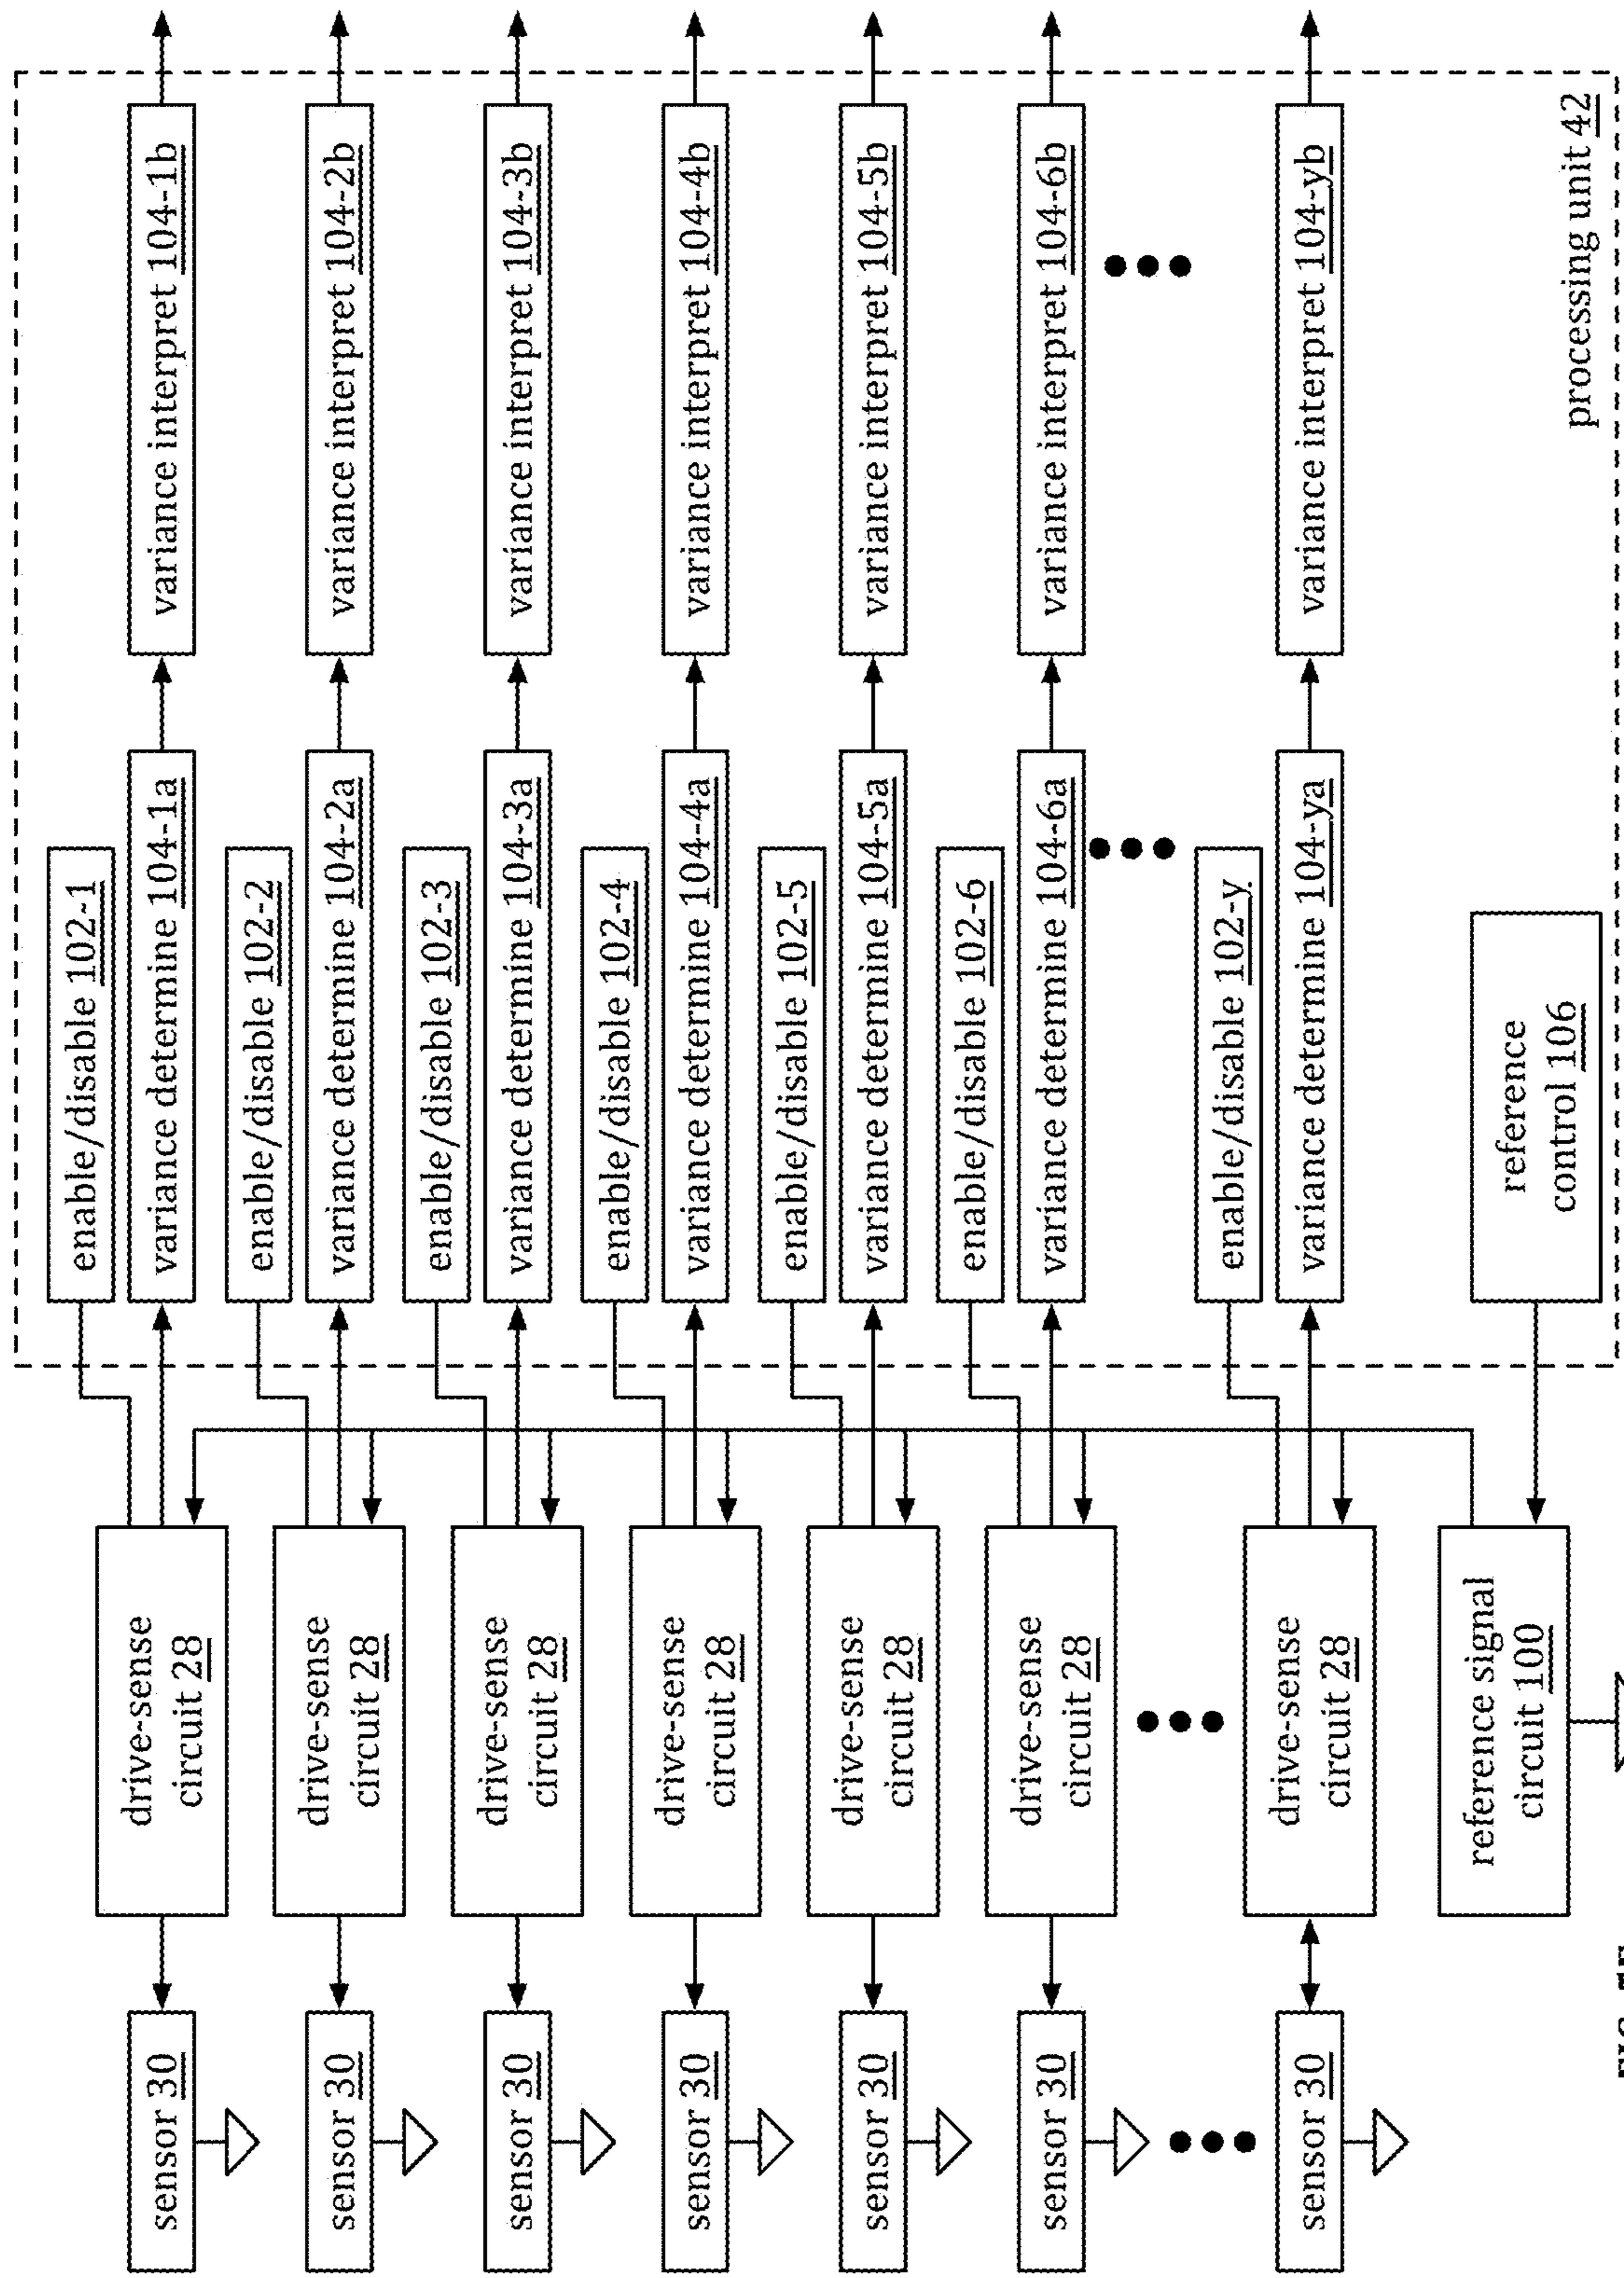 enable/disable 102-1
drive-sense
circuit 28
sensor 30
variance determine 104-1a
variance interpret 104-1b
enable/disable 102-2
drive-sense
circuit 28
sensor 30
variance determine 104-2a
variance interpret 104-2b
enable/disable 102-3
drive-sense
circuit 28
sensor 30
variance determine 104-3a
variance interpret 104-3b
enable/disable 102-4
drive-sense
circuit 28
sensor 30
variance determine 104-4a
variance interpret 104-4b
enable/disable 102-5
drive-sense
circuit 28
sensor 30
variance determine 104-5a
variance interpret 104-5b
enable/disable 102-6
drive-sense
circuit 28
sensor 30
variance determine 104-6a
variance interpret 104-6b
enable/disable 102-y
drive-sense
circuit 28
sensor 30
variance determine 104-ya
variance interpret 104-yb
reference signal
circuit 100
reference
control 106
processing unit 42